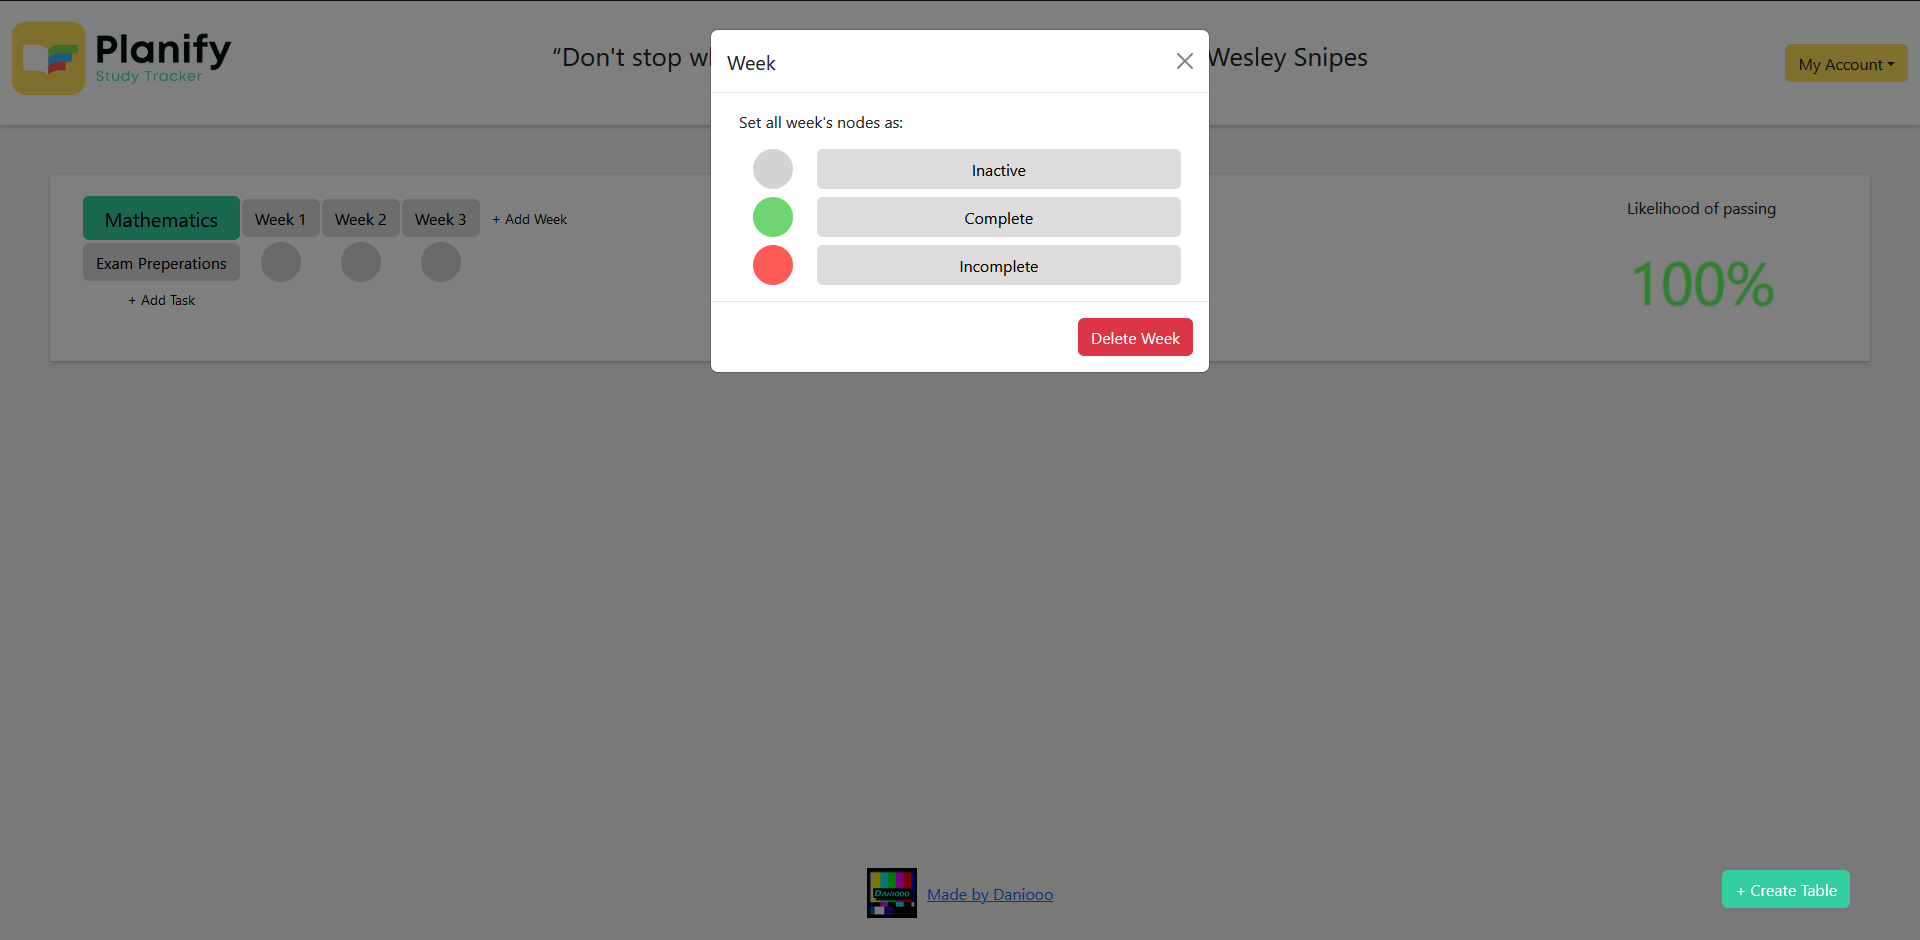 Planify
Study Tracker
“Don't stop w
Wesley Snipes
My Account
Week
Set all week's nodes as:
Inactive
Complete
Incomplete
Delete Week
Mathematics
Week 1
Week 2
Week 3
+ Add Week
Exam Preperations
+ Add Task
Likelihood of passing
100%
DANIOOO
Made by Daniooo
+ Create Table